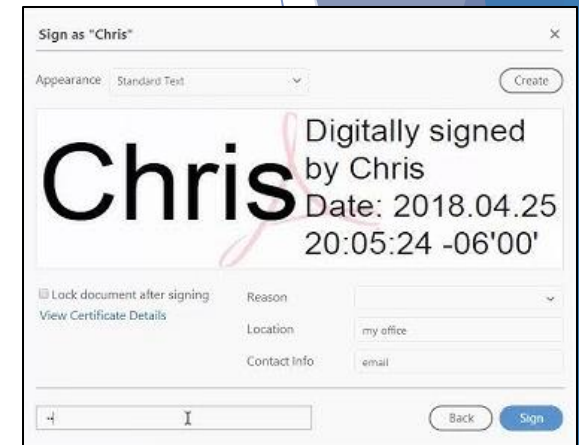 Sign as "Chris"
×
Appearance Standard Text Create
Chris
Digitally signed
by Chris
Date: 2018.04.25
20:05:24 -06'00'
Lock document after signing
View Certificate Details
Reason
Location my office
Contact Info email
Back Sign